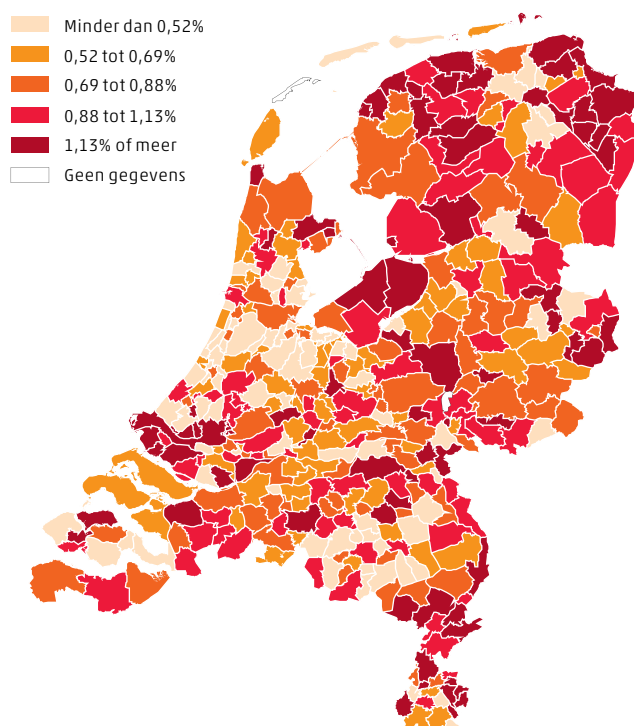 Minder dan 0,52%
0,52 tot 0,69%
0,69 tot 0,88%
0,88 tot 1,13%
1,13% of meer
Geen gegevens